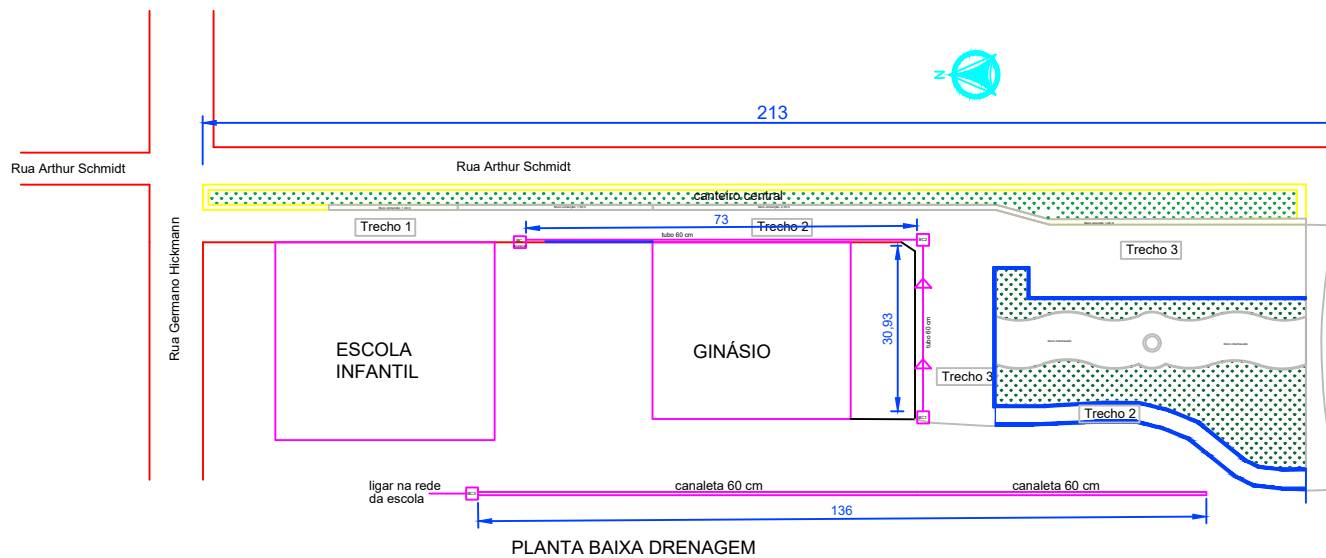 N
213
Rua Arthur Schmidt
Rua Arthur Schmidt
canteiro central
Trecho 1
73
Trecho 2
tubo 60 cm
Trecho 3
Rua Germano Hickmann
30,93
tubo 60 cm
ESCOLA
INFANTIL
GINÁSIO
Trecho 3
Trecho 2
ligar na rede
da escola
canaleta 60 cm
canaleta 60 cm
136
PLANTA BAIXA DRENAGEM